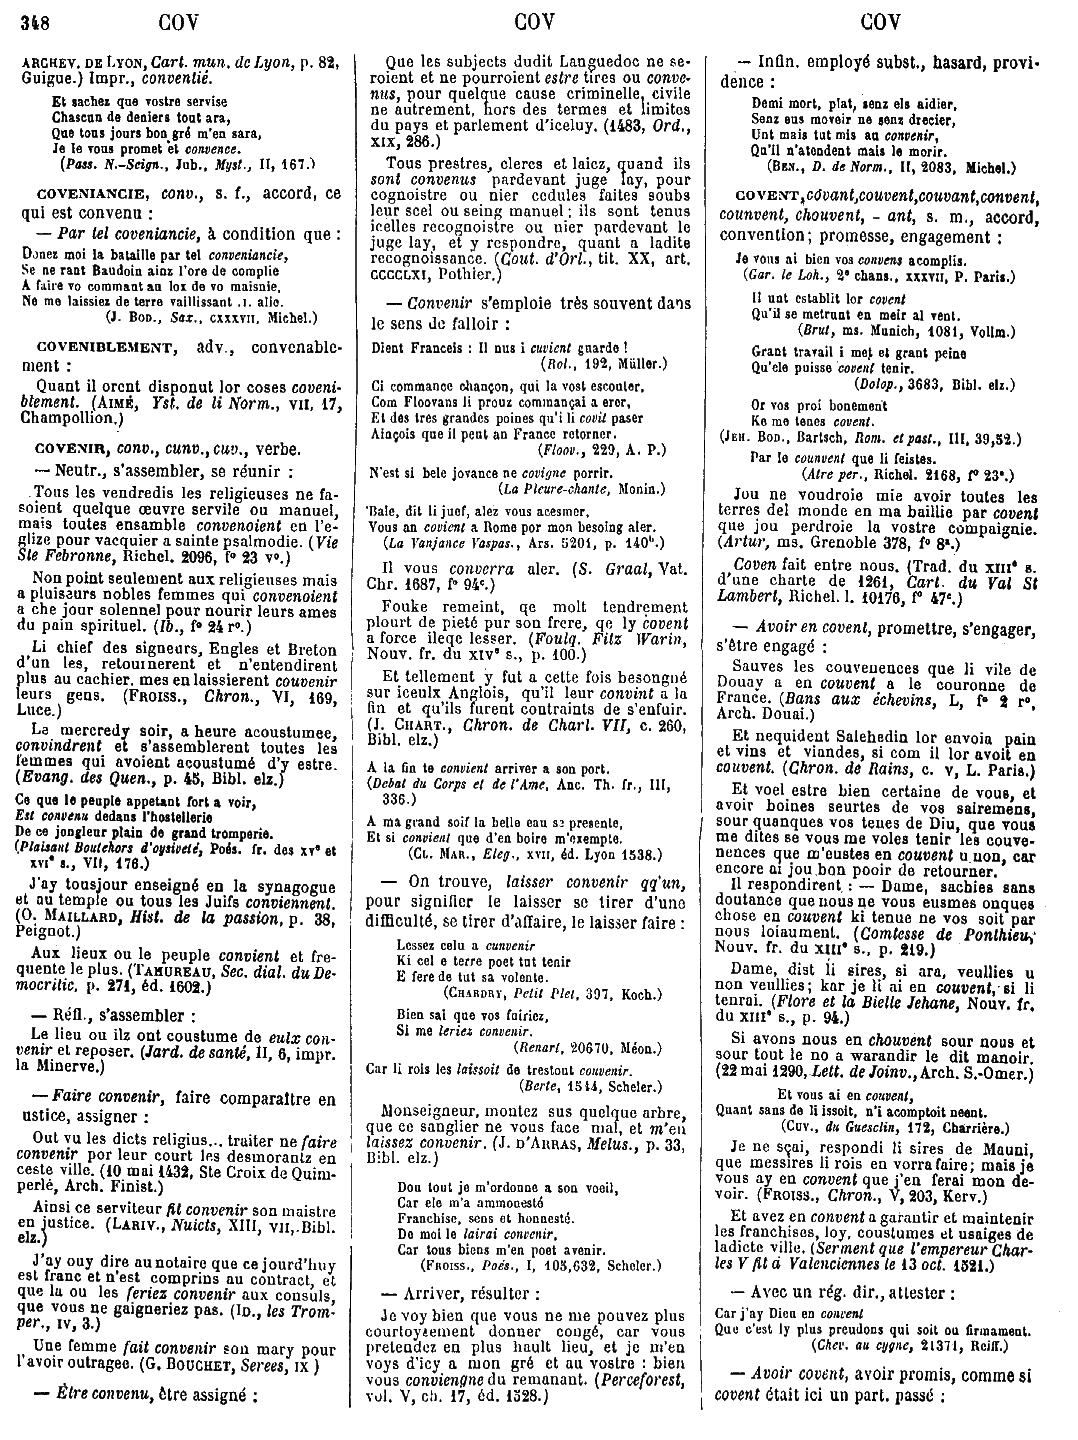 348 COV COV COV
ARCHEV. DE LYON, Cart. mun. de Lyon, p. 82,
Guigue.) Impr., conventié.
Et sachez que vostre servise
Chascun de deniers tout ara,
Que tous jours bon gré m'en sara,
Je le vous promet et convence.
(Pass. N.-Seign., Jub., Myst., II, 167.)
COVENIANCIE, conv., s. f., accord, ce
qui est convenu :
— Par tel coveniancie, à condition que :
Donez moi la bataille par tel conveniancie,
Se ne rant Baudoin ainz l'ore de complie
A faire vo commant an lox de vo maisnie,
Ne me laissiez de terre vaillissant .I. alie.
(J. BOD., Sax., CXXXVII, Michel.)
COVENIBLEMENT, adv., convenable-
ment :
Quant il orent disponut lor coses coveni-
blement. (AIMÉ, Yst. de li Norm., VII, 17,
Champollion.)
COVENIR, conv., cunv., cuv., verbe.
— Neutr., s'assembler, se réunir :
Tous les vendredis les religieuses ne fa-
soient quelque œuvre servile ou manuel,
mais toutes ensamble convenoient en l'e-
glize pour vacquier a sainte psalmodie. (Vie
Ste Febronne, Richel. 2096, f° 23 v°.)
Non point seulement aux religieuses mais
a pluisaurs nobles femmes qui convenoient
a che jour solennel pour nourir leurs ames
du pain spirituel. (Ib., f° 24 r°.)
Li chief des signeurs, Engles et Breton
d'un les, retournerent et n'entendirent
plus au cachier, mes en laissierent couvenir
leurs gens. (FROISS., Chron., VI, 169,
Luce.)
Le mercredy soir, a heure acoustumee,
convindrent et s'assemblerent toutes les
femmes qui avoient acoustumé d'y estre.
(Evang. des Quen., p. 45, Bibl. elz.)
Ce que le peuple appetant fort a voir,
Est convenu dedans l'hostellerie
De ce jongleur plain de grand tromperie.
(Plaisant Boutehors d'oysiveté, Poés. fr. des XVᵉ et
XVIᵉ s., VII, 176.)
J'ay tousjour enseigné en la synagogue
et au temple ou tous les Juifs conviennent.
(O. MAILLARD, Hist. de la passion, p. 38,
Peignot.)
Aux lieux ou le peuple convient et fre-
quente le plus. (TAHUREAU, Sec. dial. du De-
mocritic, p. 271, éd. 1602.)
— Réfl., s'assembler :
Le lieu ou ilz ont coustume de eulx con-
venir et reposer. (Jard. de santé, II, 6, impr.
la Minerve.)
— Faire convenir, faire comparaître en
ustice, assigner :
Out vu les dicts religius... traiter ne faire
convenir por leur court les desmorantz en
ceste ville. (10 mai 1432, Ste Croix de Quim-
perlé, Arch. Finist.)
Ainsi ce serviteur fit convenir son maistre
en justice. (LARIV., Nuicts, XIII, VII, Bibl.
elz.)
J'ay ouy dire au notaire que ce jourd'huy
est franc et n'est comprins au contract, et
que la ou les feriez convenir aux consuls,
que vous ne gaigneriez pas. (ID., les Trom-
per., IV, 3.)
Une femme fait convenir son mary pour
l'avoir outragee. (G. BOUCHET, Serees, IX )
— Être convenu, être assigné :
Que les subjects dudit Languedoc ne se-
roient et ne pourroient estre tires ou conve-
nus, pour quelque cause criminelle, civile
ne autrement, hors des termes et limites
du pays et parlement d'iceluy. (1483, Ord.,
XIX, 286.)
Tous prestres, clercs et laicz, quand ils
sont convenus pardevant juge lay, pour
cognoistre ou nier cedules faites soubs
leur scel ou seing manuel ; ils sont tenus
icelles recognoistre ou nier pardevant le
juge lay, et y respondre, quant a ladite
recognoissance. (Cout. d'Orl., tit. XX, art.
CCCCLXI, Pothier.)
— Convenir s'emploie très souvent dans
le sens de falloir :
Dient Franceis : Il nus i cuvient guarde !
(Rol., 192, Müller.)
Ci commance chançon, qui la vost escouter,
Com Floovans li prouz commançai a erer,
Et des tres grandes poines qu'i li covit paser
Ainçois que il peut an France retorner.
(Floov., 229, A. P.)
N'est si bele jovance ne covigne porrir.
(La Pleure-chante, Monin.)
'Bale, dit li juef, alez vous acesmer,
Vous an covient a Rome por mon besoing aler.
(La Vanjance Vaspas., Ars. 5201, p. 140ᵇ.)
Il vous converra aler. (S. Graal, Vat.
Chr. 1687, f° 94ᶜ.)
Fouke remeint, qe molt tendrement
plourt de pieté pur son frere, qe ly covent
a force ileqe lesser. (Foulq. Fitz Warin,
Nouv. fr. du XIVᵉ s., p. 100.)
Et tellement y fut a cette fois besongné
sur iceulx Anglois, qu'il leur convint a la
fin et qu'ils furent contraints de s'enfuir.
(J. CHART., Chron. de Charl. VII, c. 260,
Bibl. elz.)
A la fin te convient arriver a son port.
(Debat du Corps et de l'Ame, Anc. Th. fr., III,
336.)
A ma grand soif la belle eau se presente,
Et si convient que d'en boire m'exempte.
(CL. MAR., Eleg., XVII, éd. Lyon 1538.)
— On trouve, laisser convenir qq'un,
pour signifier le laisser se tirer d'une
difficulté, se tirer d'affaire, le laisser faire :
Lessez celu a cunvenir
Ki cel e terre poet tut tenir
E fere de tut sa volente.
(CHARDRY, Petit Plet, 397, Koch.)
Bien sai que vos fairiez,
Si me leriez convenir.
(Renart, 20670, Méon.)
Car li rois les laissoit de trestout couvenir.
(Berte, 1544, Scheler.)
Monseigneur, montez sus quelque arbre,
que ce sanglier ne vous face mal, et m'en
laissez convenir. (J. D'ARRAS, Melus., p. 33,
Bibl. elz.)
Dou tout je m'ordonne a son voeil,
Car ele m'a ammonesté
Franchise, sens et honnesté.
De moi le lairai convenir,
Car tous biens m'en poet avenir.
(FROISS., Poés., I, 105,632, Scheler.)
— Arriver, résulter :
Je voy bien que vous ne me pouvez plus
courtoysement donner congé, car vous
pretendez en plus hault lieu, et je m'en
voys d'icy a mon gré et au vostre : bien
vous conviengne du remanant. (Perceforest,
vol. V, ch. 17, éd. 1528.)
— Infin. employé subst., hasard, provi-
dence :
Demi mort, plat, senz els aidier,
Senz eus moveir ne senz drecier,
Unt mais tut mis au convenir,
Qu'il n'atendent mais le morir.
(BEN., D. de Norm., II, 2083, Michel.)
COVENT, covant, couvent, couvant, convent,
counvent, chouvent, - ant, s. m., accord,
convention ; promesse, engagement :
Je vous ai bien vos convens acomplis.
(Gar. le Loh., 2ᵉ chans., XXXVII, P. Paris.)
Il unt establit lor covent
Qu'il se metrunt en meir al vent.
(Brut, ms. Munich, 1081, Vollm.)
Grant travail i met et grant peine
Qu'ele puisse covent tenir.
(Dolop., 3683, Bibl. elz.)
Or vos proi bonement
Ke me tenes covent.
(JEH. BOD., Bartsch, Rom. et past., III, 39,52.)
Par le counvent que li feistes.
(Atre per., Richel. 2168, f° 23ᵃ.)
Jou ne voudroie mie avoir toutes les
terres del monde en ma baillie par covent
que jou perdroie la vostre compaignie.
(Artur, ms. Grenoble 378, f° 8ᵃ.)
Coven fait entre nous. (Trad. du XIIIᵉ s.
d'une charte de 1261, Cart. du Val St
Lambert, Richel. l. 10176, f° 47ᶜ.)
— Avoir en covent, promettre, s'engager,
s'être engagé :
Sauves les couvenences que li vile de
Douay a en couvent a le couronne de
France. (Bans aux échevins, L, f° 2 r°,
Arch. Douai.)
Et nequident Salehedin lor envoia pain
et vins et viandes, si com il lor avoit en
couvent. (Chron. de Rains, c. V, L. Paris.)
Et voel estre bien certaine de vous, et
avoir boines seurtes de vos sairemens,
sour quanques vos tenes de Diu, que vous
me dites se vous me voles tenir les couve-
nences que m'eustes en couvent u non, car
encore ai jou bon pooir de retourner.
Il respondirent : — Dame, sachies sans
doutance que nous ne vous eusmes onques
chose en couvent ki tenue ne vos soit par
nous loiaument. (Comtesse de Ponthieu,
Nouv. fr. du XIIIᵉ s., p. 219.)
Dame, dist li sires, si ara, veullies u
non veullies ; kar je li ai en couvent, si li
tenrai. (Flore et la Bielle Jehane, Nouv. fr.
du XIIIᵉ s., p. 94.)
Si avons nous en chouvent sour nous et
sour tout le no a warandir le dit manoir.
(22 mai 1290, Lett. de Joinv., Arch. S.-Omer.)
Et vous ai en couvent,
Quant sans de li issoit, n'i acomptoit neent.
(CUV., du Guesclin, 172, Charrière.)
Je ne sçai, respondi li sires de Mauni,
que messires li rois en vorra faire ; mais je
vous ay en convent que j'en ferai mon de-
voir. (FROISS., Chron., V, 203, Kerv.)
Et avez en convent a garantir et maintenir
les franchises, loy, coustumes et usaiges de
ladicte ville. (Serment que l'empereur Char-
les V fit à Valenciennes le 13 oct. 1521.)
— Avec un rég. dir., attester :
Car j'ay Dieu en convent
Que c'est ly plus preudons qui soit ou firmament.
(Chev. au cygne, 21371, Reiff.)
— Avoir covent, avoir promis, comme si
covent était ici un part. passé :